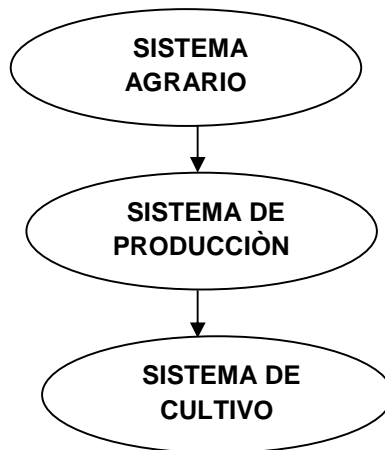 SISTEMA
AGRARIO
SISTEMA DE
PRODUCCIÒN
SISTEMA DE
CULTIVO